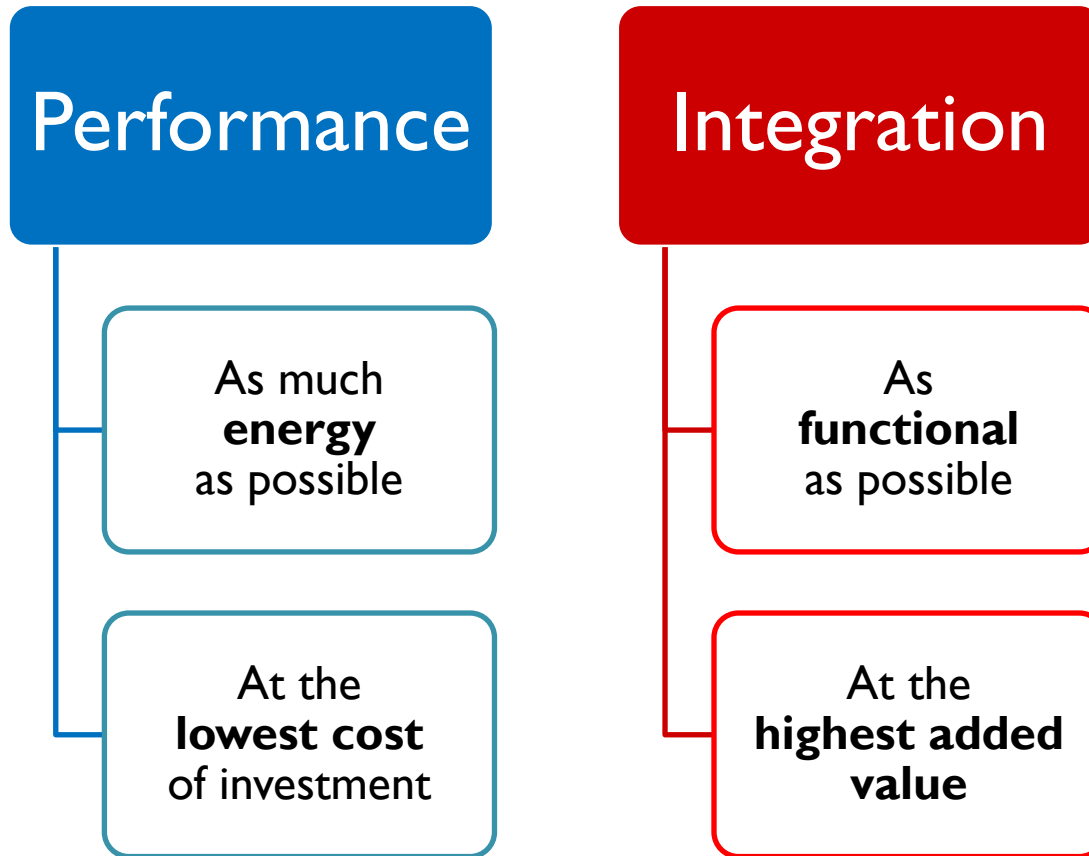 Performance
As much
energy
as possible
At the
lowest cost
of investment
Integration
As
functional
as possible
At the
highest added
value